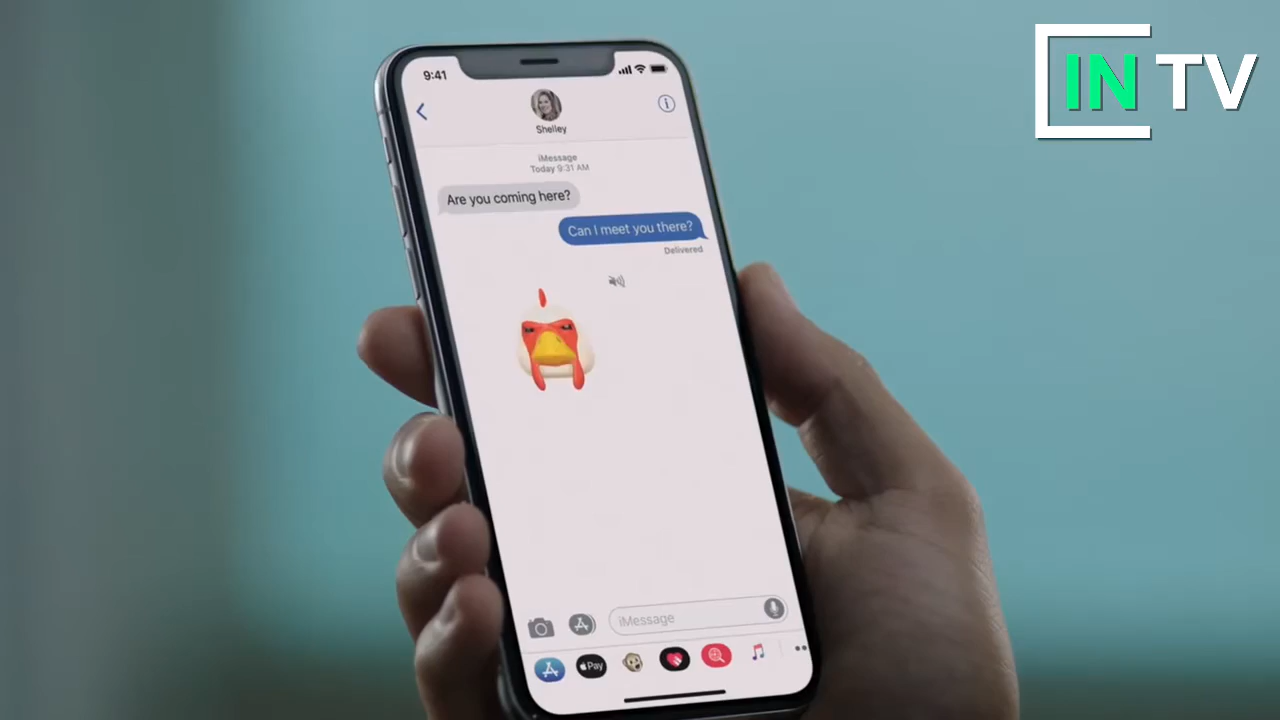 IN TV
9:41
Shelley
iMessage
Today 9:31 AM
Are you coming here?
Can I meet you there?
Delivered
iMessage
Pay